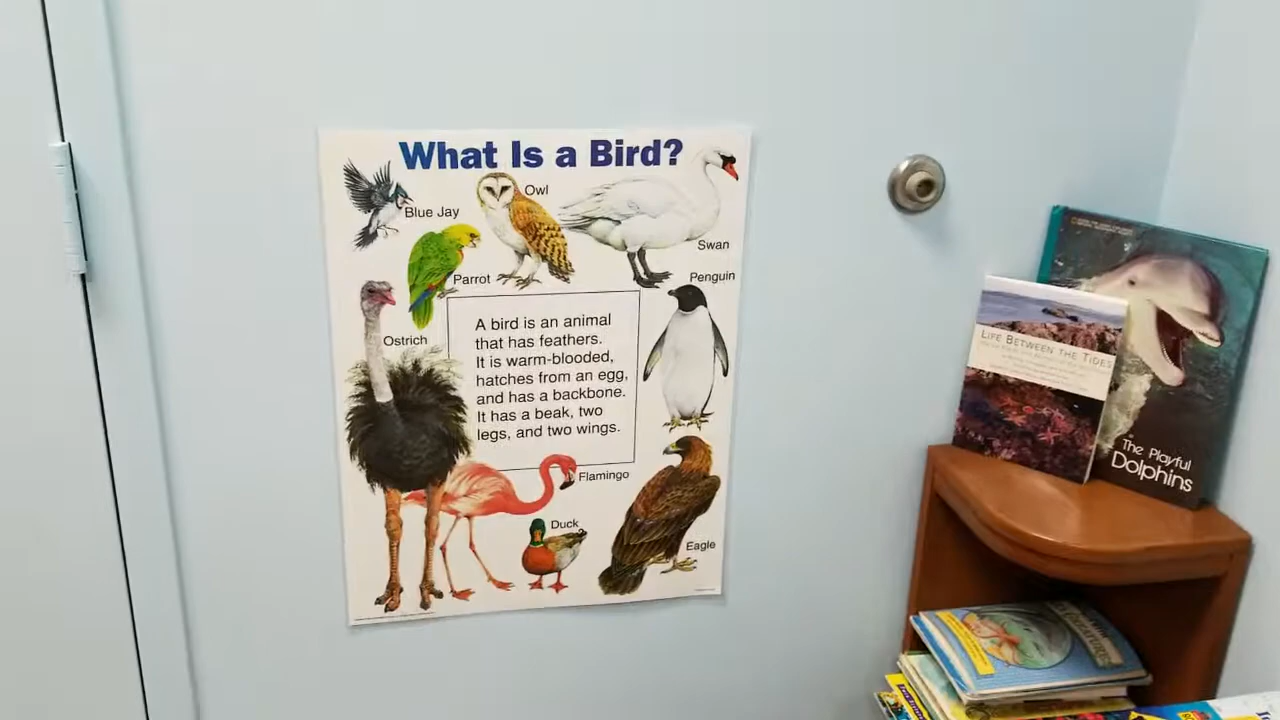 What Is a Bird?
Blue Jay
Owl
Swan
Parrot
Penguin
Ostrich
A bird is an animal
that has feathers.
It is warm-blooded,
hatches from an egg,
and has a backbone.
It has a beak, two
legs, and two wings.
Flamingo
Duck
Eagle
LIFE BETWEEN THE TIDES
The Playful
Dolphins